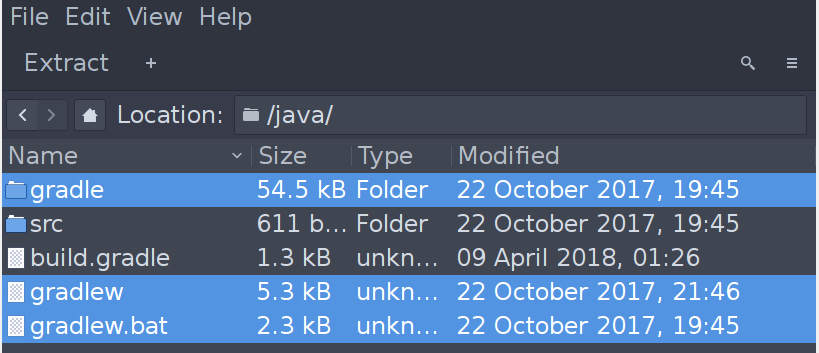 File Edit View Help
Extract +
Location: /java/
Name Size Type Modified
gradle 54.5 kB Folder 22 October 2017, 19:45
src 611 b... Folder 22 October 2017, 19:45
build.gradle 1.3 kB unkn... 09 April 2018, 01:26
gradlew 5.3 kB unkn... 22 October 2017, 21:46
gradlew.bat 2.3 kB unkn... 22 October 2017, 19:45